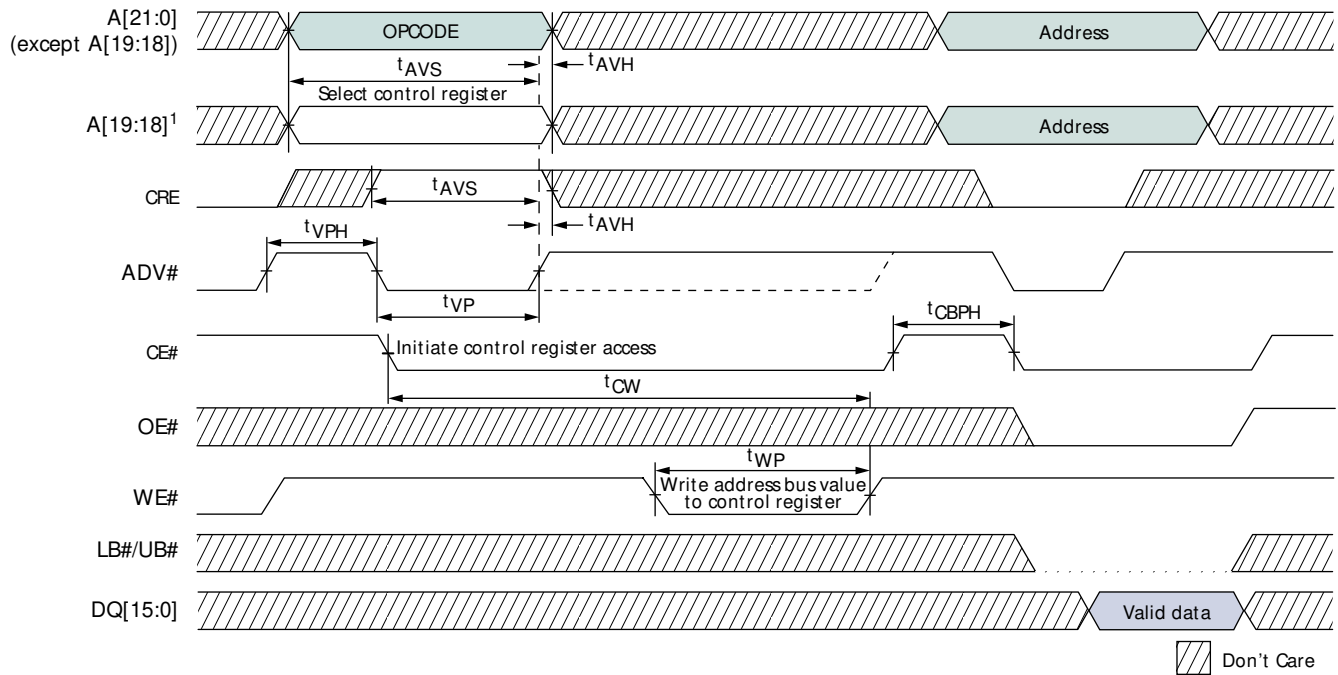 A[21:0]
(except A[19:18])
OPCODE
Address
tAVS
tAVH
Select control register
A[19:18]1
Address
CRE
tAVS
tAVH
tVPH
ADV#
tVP
tCBPH
CE#
Initiate control register access
tCW
OE#
tWP
WE#
Write address bus value
to control register
LB#/UB#
DQ[15:0]
Valid data
Don't Care